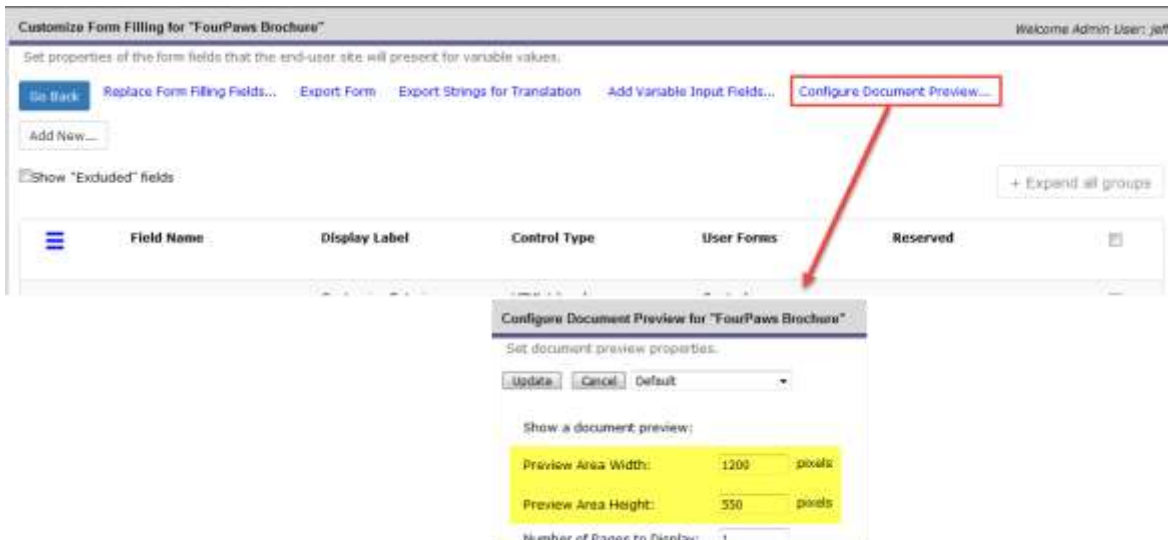 Customize Form Filling for "FourPaws Brochure"
Welcome Admin User: jeff
Set properties of the form fields that the end-user site will present for variable values.
Go Back Replace Form Filling Fields... Export Form Export Strings for Translation Add Variable Input Fields... Configure Document Preview...
Add New...
Show "Excluded" fields
+ Expand all groups
Field Name Display Label Control Type User Forms Reserved
Configure Document Preview for "FourPaws Brochure"
Set document preview properties.
Update Cancel Default
Show a document preview:
Preview Area Width: 1200 pixels
Preview Area Height: 550 pixels
Number of Pages to Display: 1